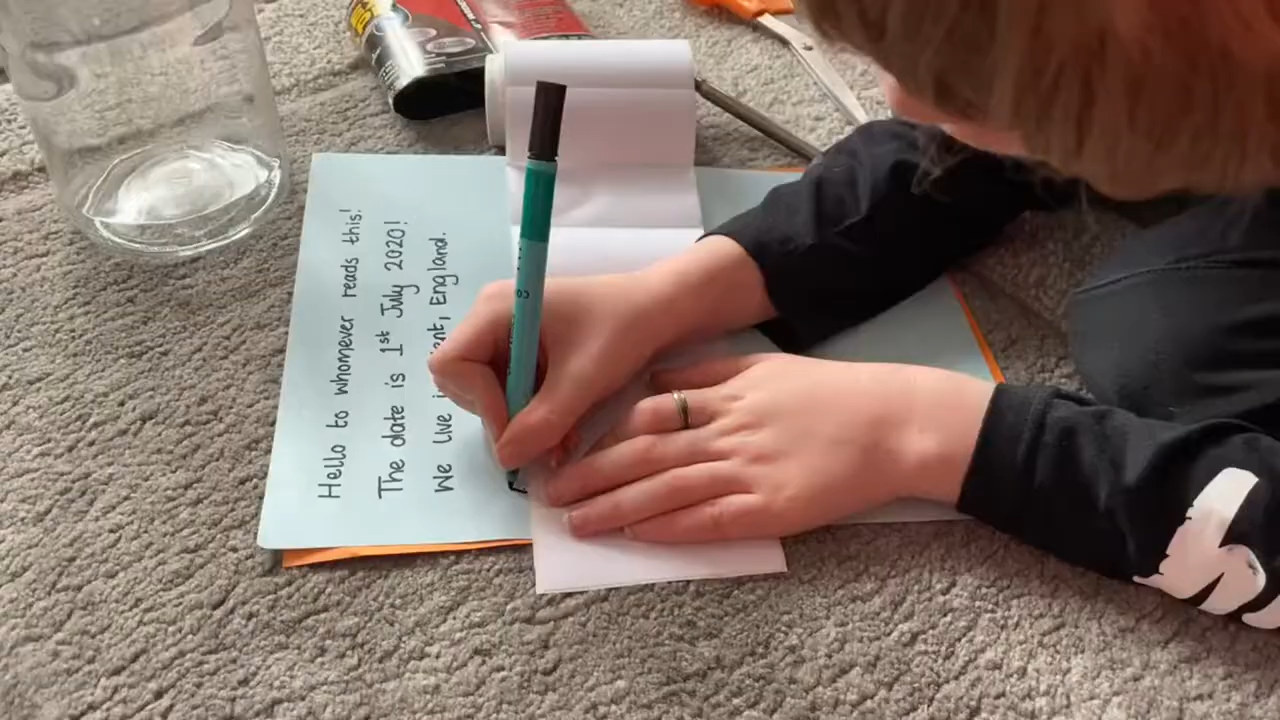 Hello to whomever reads this!
The date is 1st July 2020!
We live England.